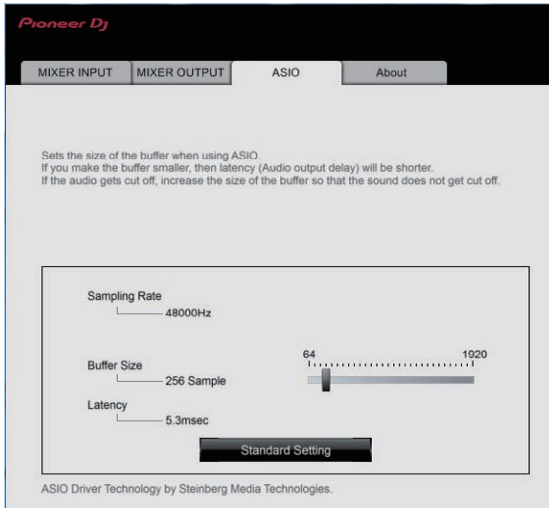 Pioneer Dj
MIXER INPUT MIXER OUTPUT ASIO About
Sets the size of the buffer when using ASIO.
If you make the buffer smaller, then latency (Audio output delay) will be shorter.
If the audio gets cut off, increase the size of the buffer so that the sound does not get cut off.
Sampling Rate
48000Hz
64 1920
Buffer Size
256 Sample
Latency
5.3msec
Standard Setting
ASIO Driver Technology by Steinberg Media Technologies.